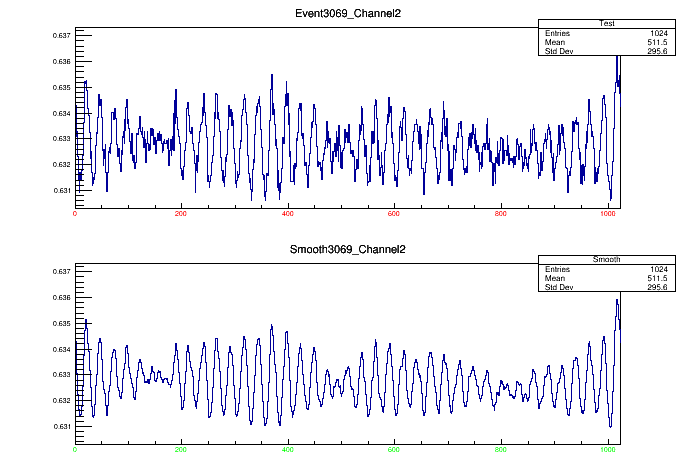 Event3069_Channel2
Test
Entries 1024
Mean 511.5
Std Dev 295.6
0.637
0.636
0.635
0.634
0.633
0.632
0.631
0 200 400 600 800 1000
Smooth3069_Channel2
Smooth
Entries 1024
Mean 511.5
Std Dev 295.6
0.637
0.636
0.635
0.634
0.633
0.632
0.631
0 200 400 600 800 1000